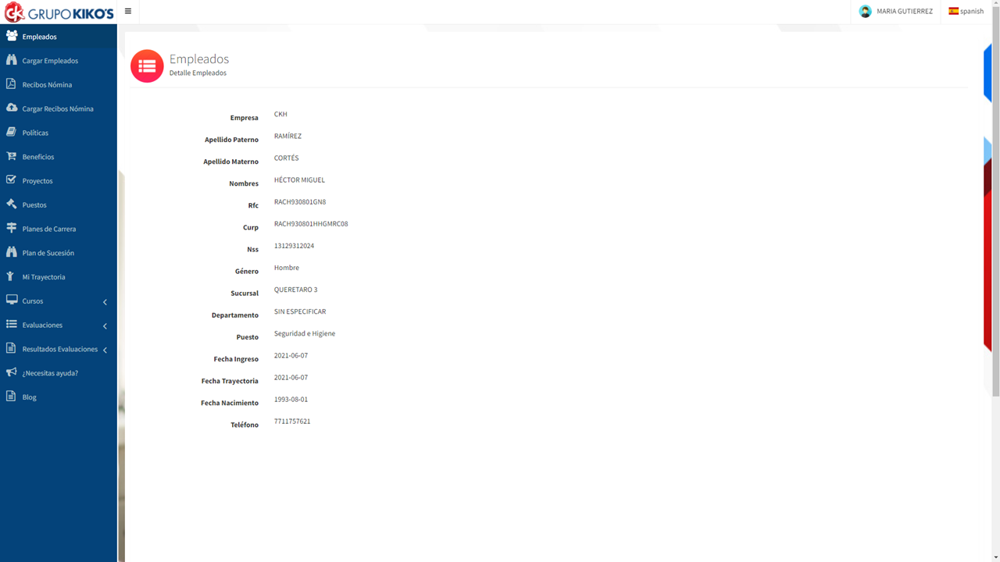 GRUPO KIKO'S
MARIA GUTIERREZ
spanish
Empleados
Cargar Empleados
Recibos Nómina
Cargar Recibos Nómina
Políticas
Beneficios
Proyectos
Puestos
Planes de Carrera
Plan de Sucesión
Mi Trayectoria
Cursos
Evaluaciones
Resultados Evaluaciones
¿Necesitas ayuda?
Blog
Empleados
Detalle Empleados
Empresa CKH
Apellido Paterno RAMÍREZ
Apellido Materno CORTÉS
Nombres HÉCTOR MIGUEL
Rfc RACH930801GN8
Curp RACH930801HHGMRC08
Nss 13129312024
Género Hombre
Sucursal QUERETARO 3
Departamento SIN ESPECIFICAR
Puesto Seguridad e Higiene
Fecha Ingreso 2021-06-07
Fecha Trayectoria 2021-06-07
Fecha Nacimiento 1993-08-01
Teléfono 7711757621